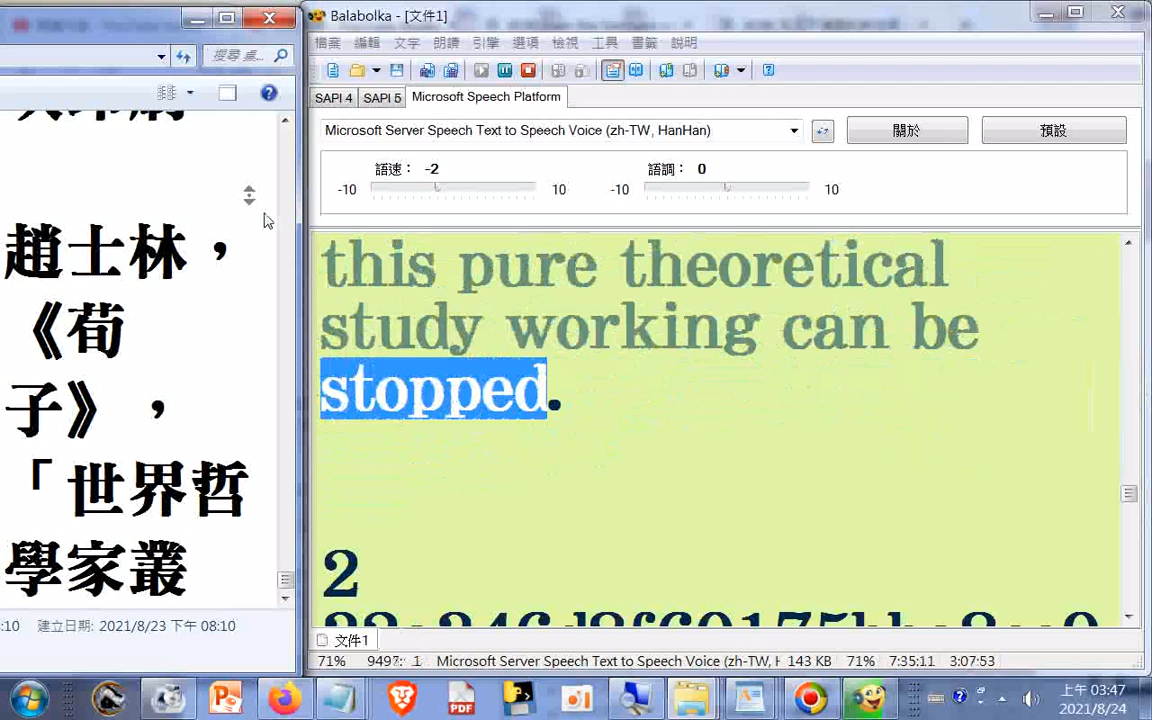 搜尋 桌...
趙士林，
《荀
子》，
「世界哲
學家叢
:10 建立日期: 2021/8/23 下午 08:10
Balabolka - [文件1]
檔案 編輯 文字 朗讀 引擎 選項 檢視 工具 書籤 說明
SAPI 4 SAPI 5 Microsoft Speech Platform
Microsoft Server Speech Text to Speech Voice (zh-TW, HanHan) 關於 預設
語速： -2 語調： 0
-10 10 -10 10
this pure theoretical
study working can be
stopped.
2
文件1
71% Microsoft Server Speech Text to Speech Voice (zh-TW, H 143 KB 71% 7:35:11 3:07:53
PDF
上午 03:47
2021/8/24